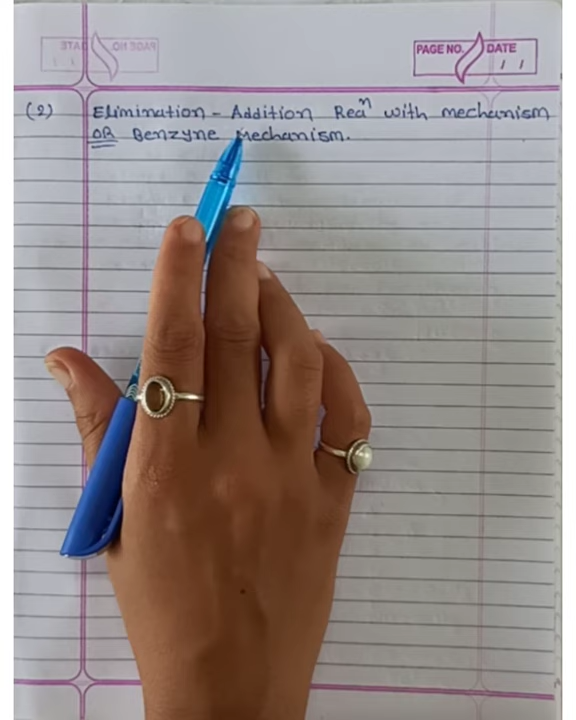 PAGE NO. DATE
/ /
(2) Elimination - Addition Reaⁿ with mechanism
OR Benzyne Mechanism.